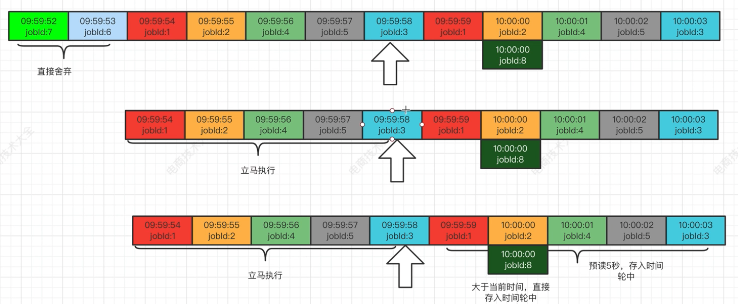 09:59:52 09:59:53 09:59:54 09:59:55 09:59:56 09:59:57 09:59:58 09:59:59 10:00:00 10:00:01 10:00:02 10:00:03
jobId:7 jobId:6 jobId:1 jobId:2 jobId:4 jobId:5 jobId:3 jobId:1 jobId:2 jobId:4 jobId:5 jobId:3
10:00:00
jobId:8
直接舍弃
09:59:54 09:59:55 09:59:56 09:59:57 09:59:58 09:59:59 10:00:00 10:00:01 10:00:02 10:00:03
jobId:1 jobId:2 jobId:4 jobId:5 jobId:3 jobId:1 jobId:2 jobId:4 jobId:5 jobId:3
10:00:00
jobId:8
立马执行
09:59:54 09:59:55 09:59:56 09:59:57 09:59:58 09:59:59 10:00:00 10:00:01 10:00:02 10:00:03
jobId:1 jobId:2 jobId:4 jobId:5 jobId:3 jobId:1 jobId:2 jobId:4 jobId:5 jobId:3
10:00:00
jobId:8
立马执行
预读5秒，存入时间
轮中
大于当前时间，直接
存入时间轮中